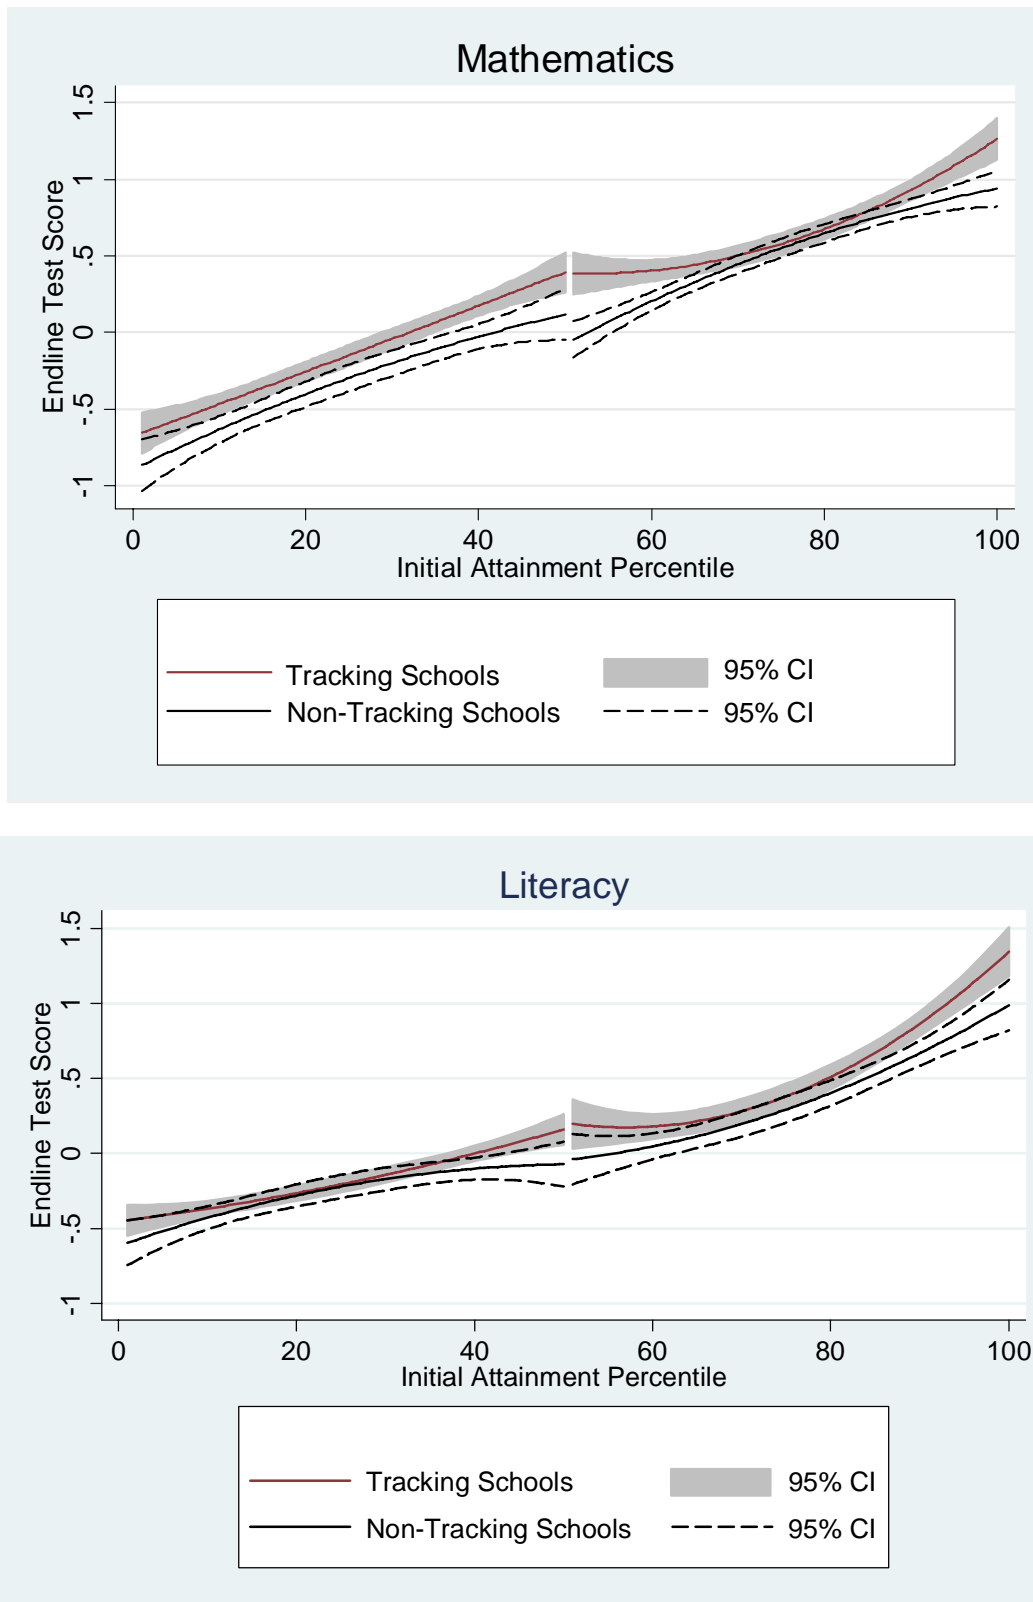 Mathematics
1.5
1
.5
0
-.5
-1
Endline Test Score
0 20 40 60 80 100
Initial Attainment Percentile
Tracking Schools 95% CI
Non-Tracking Schools 95% CI
Literacy
1.5
1
.5
0
-.5
-1
Endline Test Score
0 20 40 60 80 100
Initial Attainment Percentile
Tracking Schools 95% CI
Non-Tracking Schools 95% CI